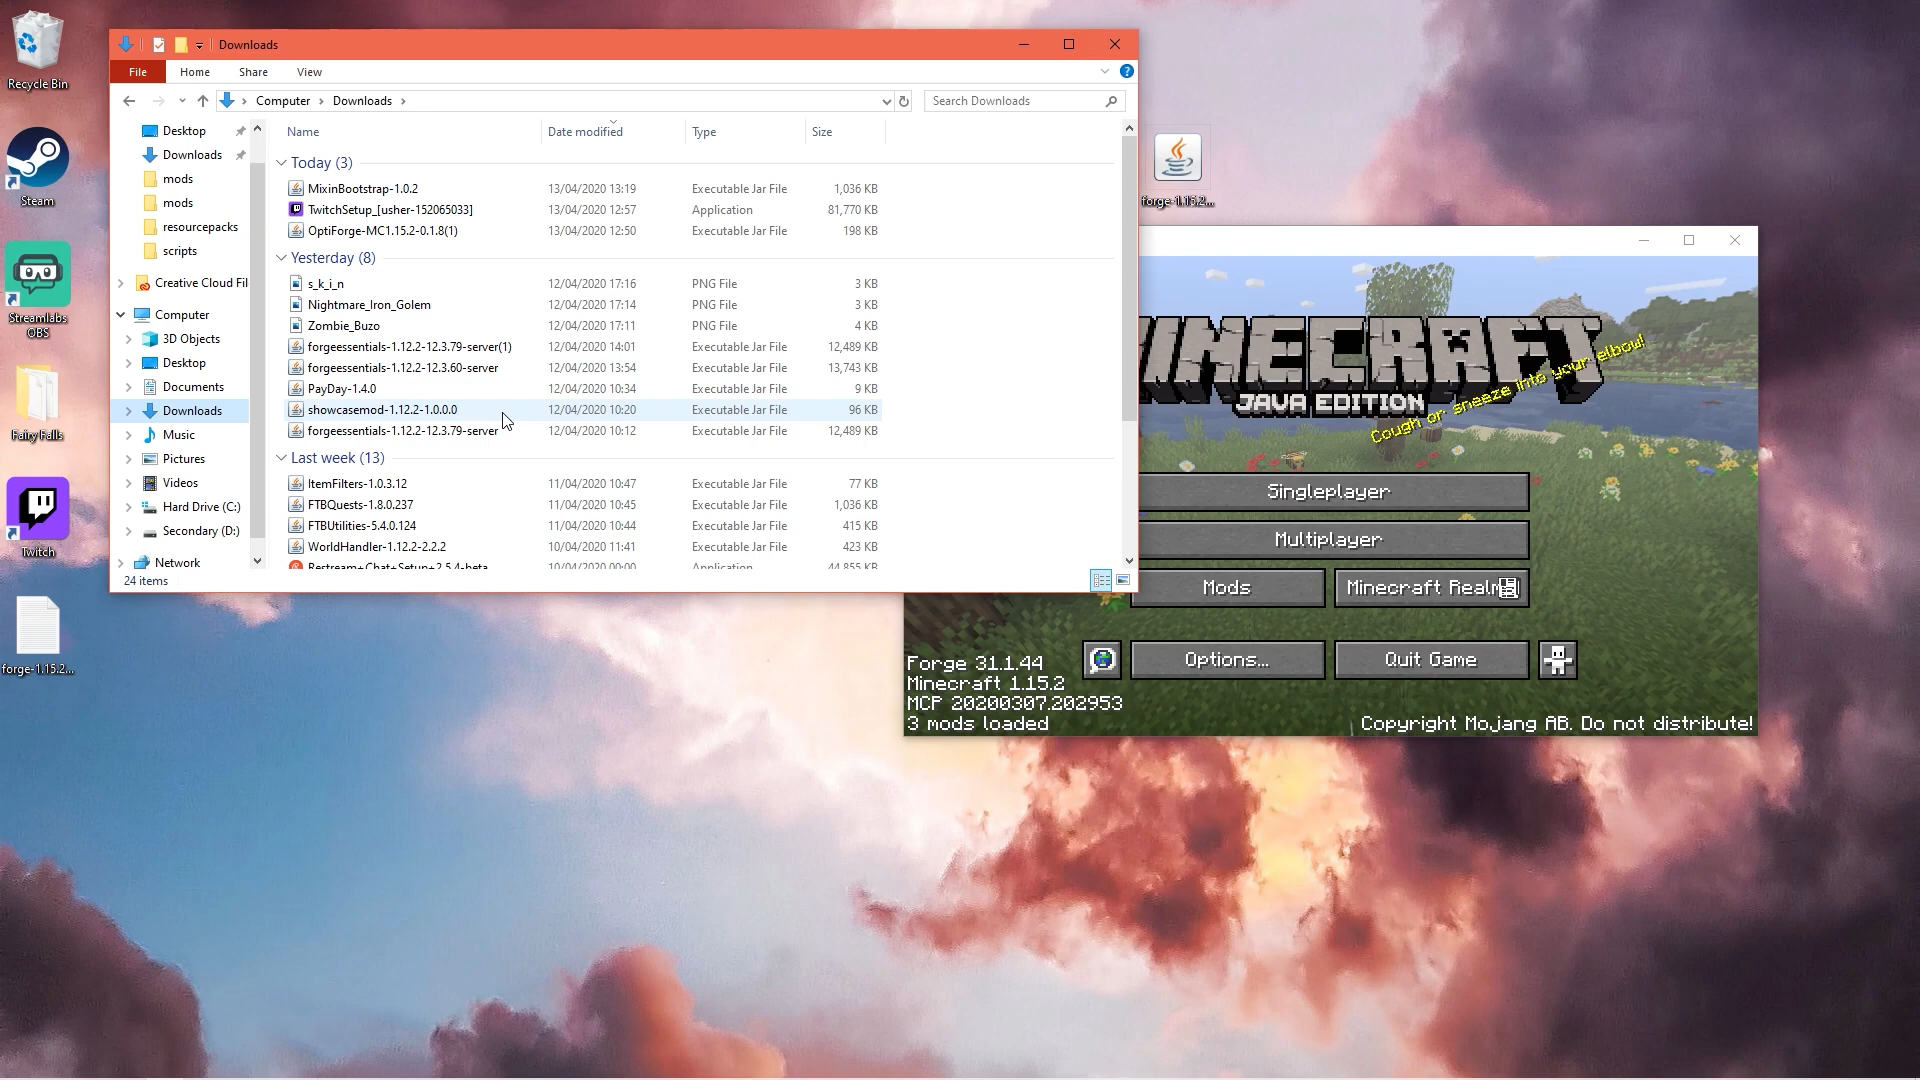 Recycle Bin
Steam
Streamlabs
OBS
Fairy Falls
Twitch
forge-1.15.2...
forge-1.15.2...
Downloads
File Home Share View
Computer Downloads
Search Downloads
Desktop
Downloads
mods
mods
resourcepacks
scripts
Creative Cloud Fil
Computer
3D Objects
Desktop
Documents
Downloads
Music
Pictures
Videos
Hard Drive (C:)
Secondary (D:)
Network
Name Date modified Type Size
Today (3)
MixinBootstrap-1.0.2 13/04/2020 13:19 Executable Jar File 1,036 KB
TwitchSetup_[usher-152065033] 13/04/2020 12:57 Application 81,770 KB
OptiForge-MC1.15.2-0.1.8(1) 13/04/2020 12:50 Executable Jar File 198 KB
Yesterday (8)
s_k_i_n 12/04/2020 17:16 PNG File 3 KB
Nightmare_Iron_Golem 12/04/2020 17:14 PNG File 3 KB
Zombie_Buzo 12/04/2020 17:11 PNG File 4 KB
forgeessentials-1.12.2-12.3.79-server(1) 12/04/2020 14:01 Executable Jar File 12,489 KB
forgeessentials-1.12.2-12.3.60-server 12/04/2020 13:54 Executable Jar File 13,743 KB
PayDay-1.4.0 12/04/2020 10:34 Executable Jar File 9 KB
showcasemod-1.12.2-1.0.0.0 12/04/2020 10:20 Executable Jar File 96 KB
forgeessentials-1.12.2-12.3.79-server 12/04/2020 10:12 Executable Jar File 12,489 KB
Last week (13)
ItemFilters-1.0.3.12 11/04/2020 10:47 Executable Jar File 77 KB
FTBQuests-1.8.0.237 11/04/2020 10:45 Executable Jar File 1,036 KB
FTBUtilities-5.4.0.124 11/04/2020 10:44 Executable Jar File 415 KB
WorldHandler-1.12.2-2.2.2 10/04/2020 11:41 Executable Jar File 423 KB
Restream+Chat+Setup+2.5.4-beta 10/04/2020 00:00 Application 44,855 KB
24 items
MINECRAFT
JAVA EDITION
Cough or sneeze into your elbow!
Singleplayer
Multiplayer
Mods
Minecraft Realms
Options...
Quit Game
Forge 31.1.44
Minecraft 1.15.2
MCP 20200307.202953
3 mods loaded
Copyright Mojang AB. Do not distribute!